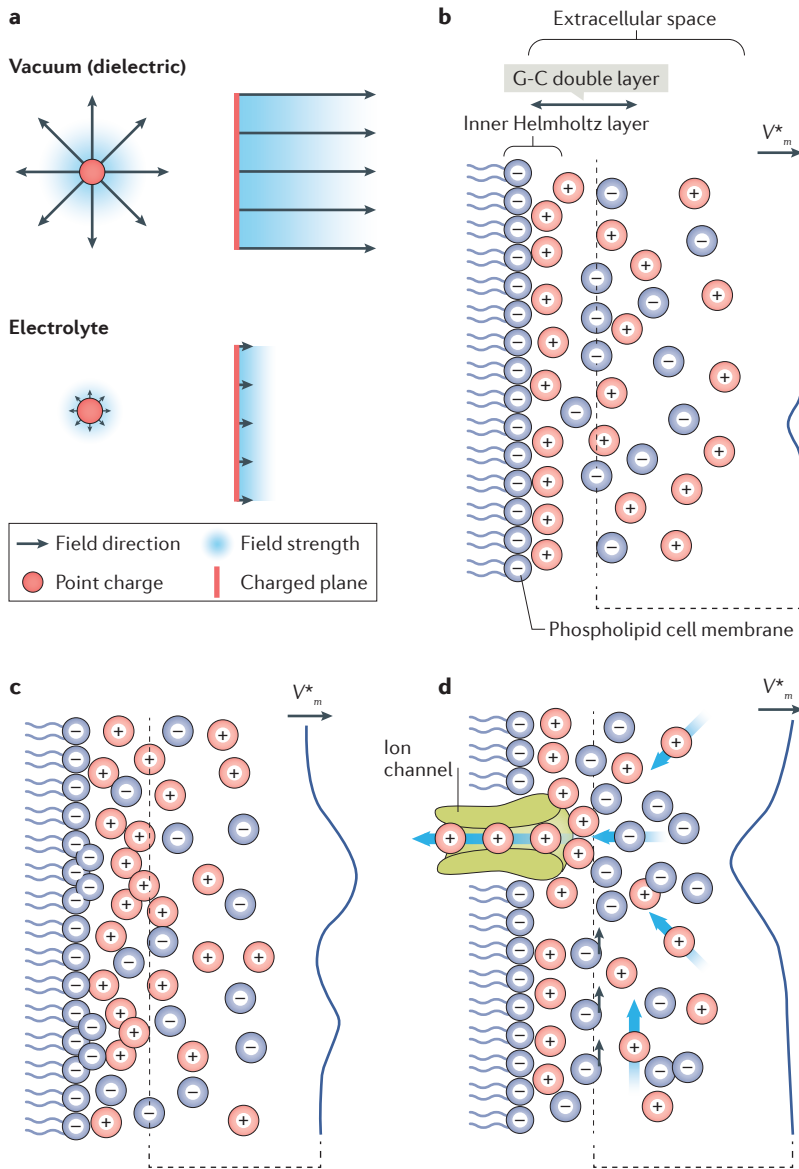 a
Vacuum (dielectric)
Electrolyte
Field direction
Field strength
Point charge
Charged plane
b
Extracellular space
G-C double layer
Inner Helmholtz layer
V*m
Phospholipid cell membrane
c
V*m
d
V*m
Ion
channel